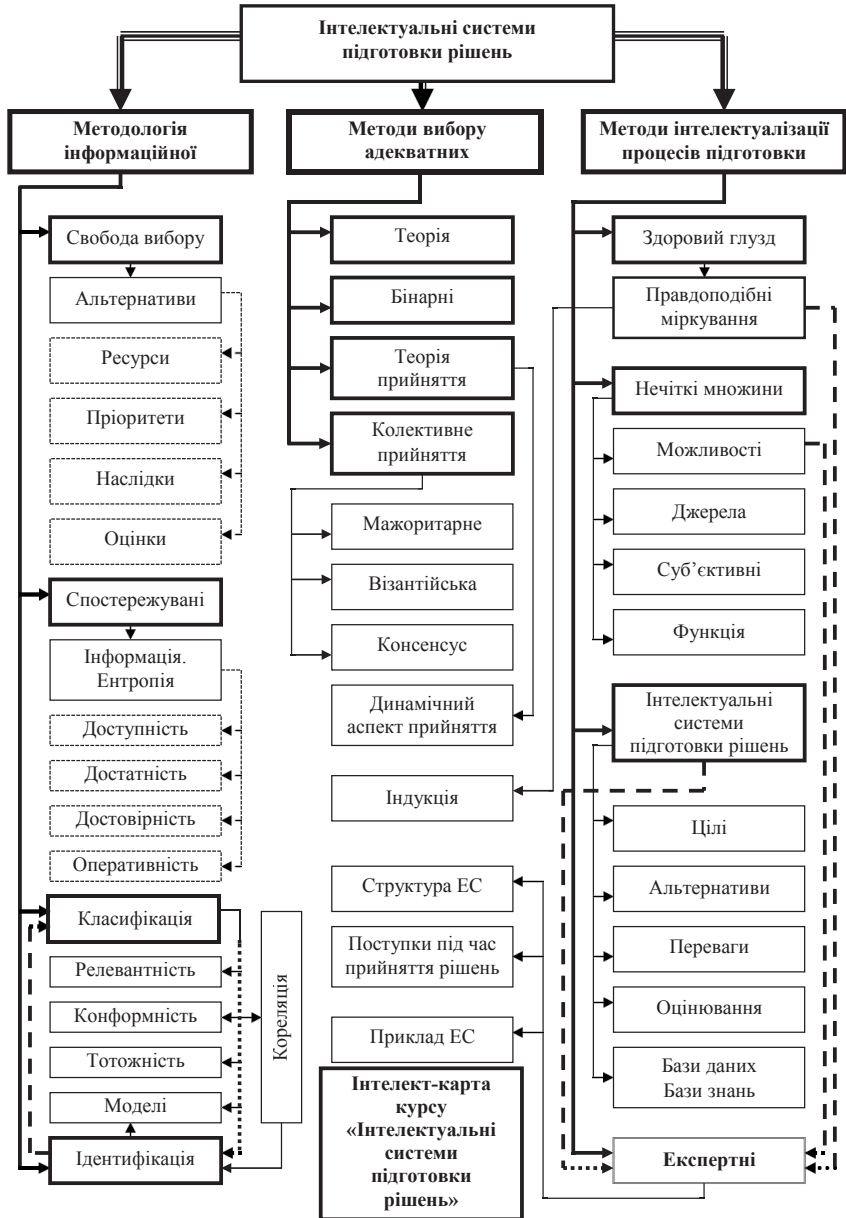 Інтелектуальні системи
підготовки рішень
Методологія
інформаційної
Свобода вибору
Альтернативи
Ресурси
Пріоритети
Наслідки
Оцінки
Спостережувані
Інформація.
Ентропія
Доступність
Достатність
Достовірність
Оперативність
Класифікація
Релевантність
Конформність
Тотожність
Моделі
Ідентифікація
Кореляція
Методи вибору
адекватних
Теорія
Бінарні
Теорія
прийняття
Колективне
прийняття
Мажоритарне
Візантійська
Консенсус
Динамічний
аспект прийняття
Індукція
Структура ЕС
Поступки під час
прийняття рішень
Приклад ЕС
Інтелект-карта
курсу
«Інтелектуальні
системи
підготовки
рішень»
Методи інтелектуалізації
процесів підготовки
Здоровий глузд
Правдоподібні
міркування
Нечіткі множини
Можливості
Джерела
Суб’єктивні
Функція
Інтелектуальні
системи
підготовки рішень
Цілі
Альтернативи
Переваги
Оцінювання
Бази даних
Бази знань
Експертні